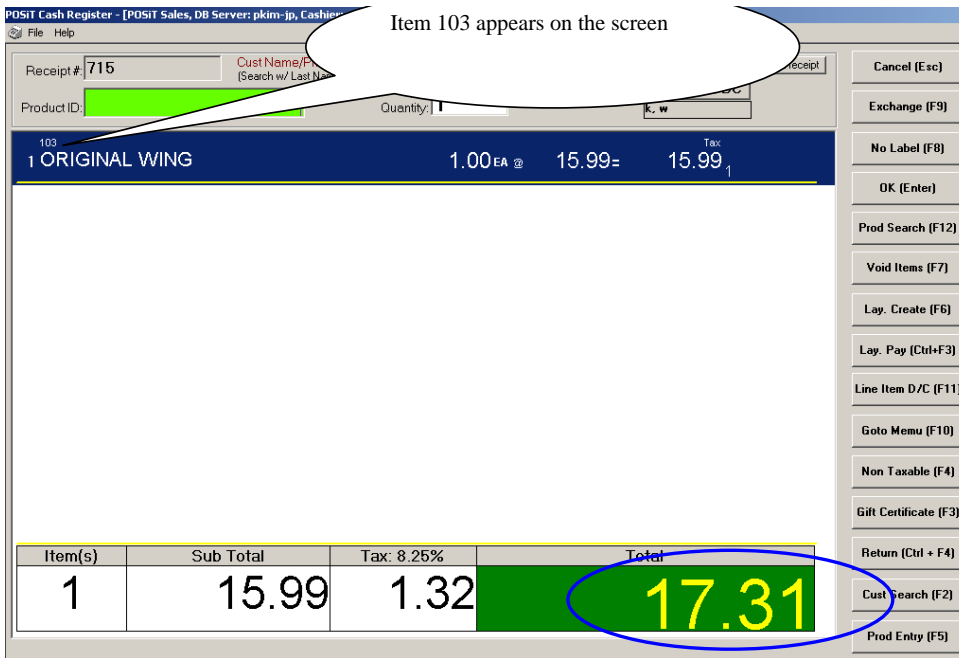 POSiT Cash Register - [POSiT Sales, DB Server: pkim-jp, Cashier:
File Help
Item 103 appears on the screen
Receipt #: 715
Cust Name/
(Search w/ Last
Product ID:
Quantity:
k, w
103
1 ORIGINAL WING 1.00 EA @ 15.99= Tax 15.99 1
Item(s) Sub Total Tax: 8.25% Total
1 15.99 1.32 17.31
Cancel (Esc)
Exchange (F9)
No Label (F8)
OK (Enter)
Prod Search (F12)
Void Items (F7)
Lay. Create (F6)
Lay. Pay (Ctrl+F3)
Line Item D/C (F11)
Goto Memu (F10)
Non Taxable (F4)
Gift Certificate (F3)
Return (Ctrl + F4)
Cust Search (F2)
Prod Entry (F5)